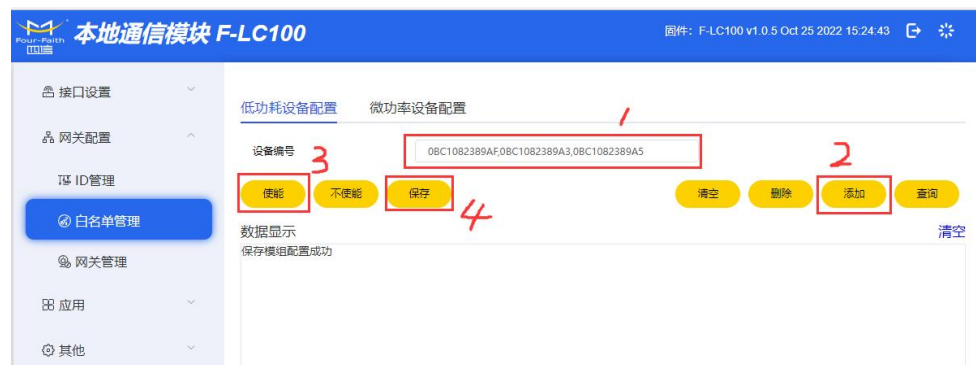 Four-Faith
四信
本地通信模块 F-LC100
固件：F-LC100 v1.0.5 Oct 25 2022 15:24:43
接口设置
网关配置
ID管理
白名单管理
网关管理
应用
其他
低功耗设备配置 微功率设备配置
1
设备编号 0BC1082389AF,0BC1082389A3,0BC1082389A5
3 2
使能 不使能 保存 清空 删除 添加 查询
4
数据显示 清空
保存模组配置成功